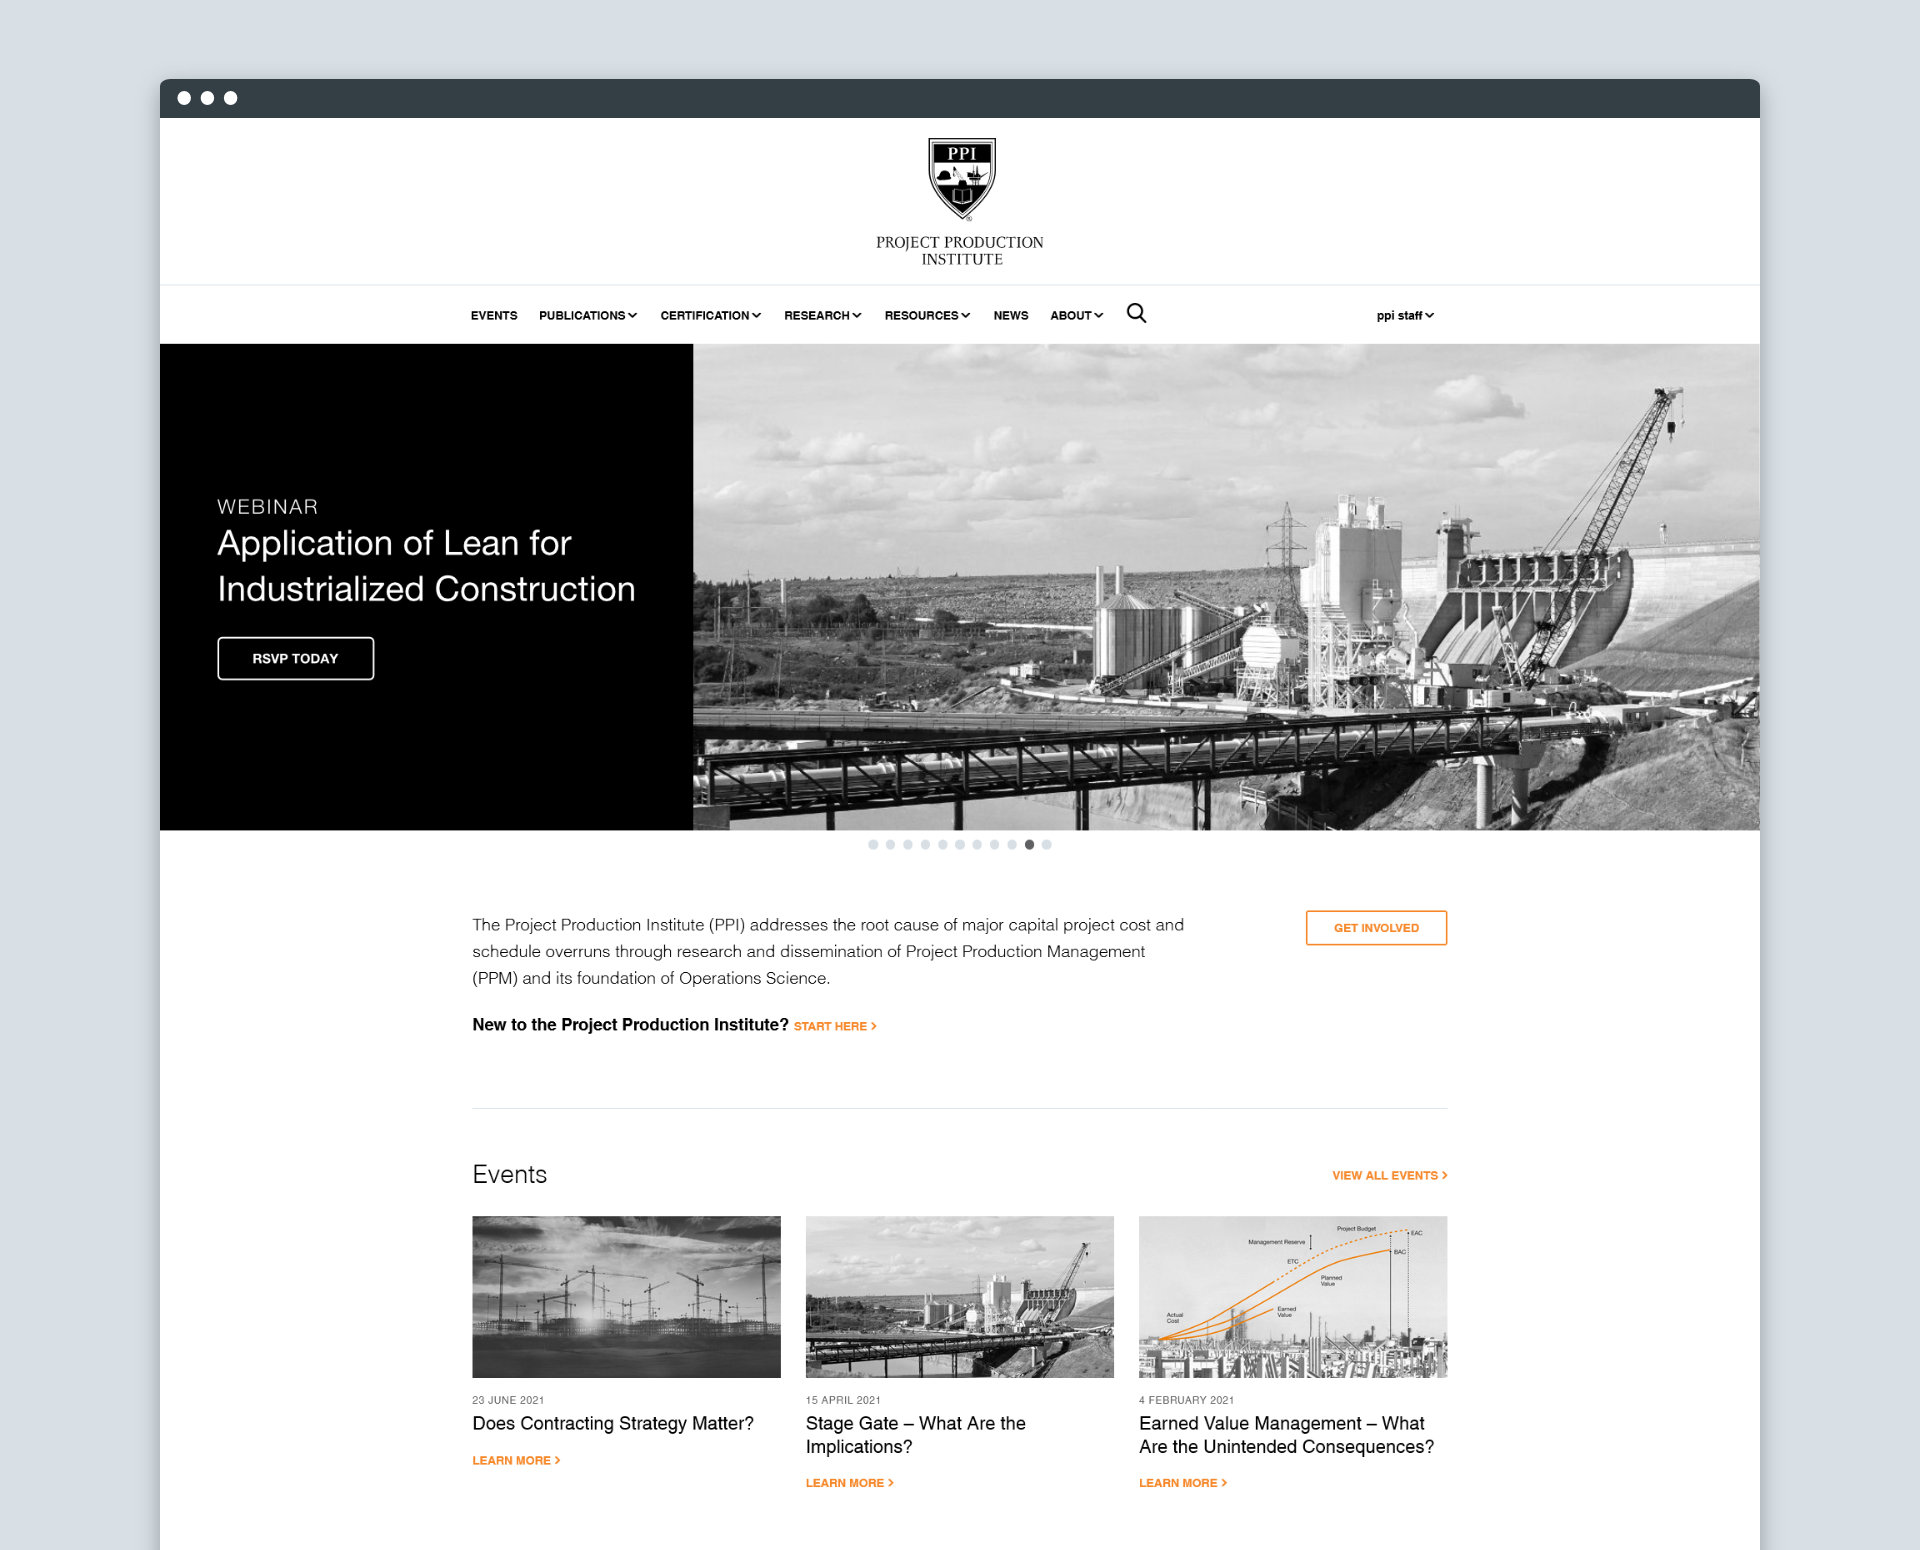 PPI
PROJECT PRODUCTION
INSTITUTE
EVENTS PUBLICATIONS CERTIFICATION RESEARCH RESOURCES NEWS ABOUT ppi staff
WEBINAR
Application of Lean for
Industrialized Construction
RSVP TODAY
The Project Production Institute (PPI) addresses the root cause of major capital project cost and
schedule overruns through research and dissemination of Project Production Management
(PPM) and its foundation of Operations Science.
GET INVOLVED
New to the Project Production Institute? START HERE >
Events
VIEW ALL EVENTS >
Project Budget
EAC
Management Reserve
BAC
ETC
Planned
Value
Earned
Value
Actual
Cost
23 JUNE 2021
Does Contracting Strategy Matter?
LEARN MORE >
15 APRIL 2021
Stage Gate – What Are the
Implications?
LEARN MORE >
4 FEBRUARY 2021
Earned Value Management – What
Are the Unintended Consequences?
LEARN MORE >